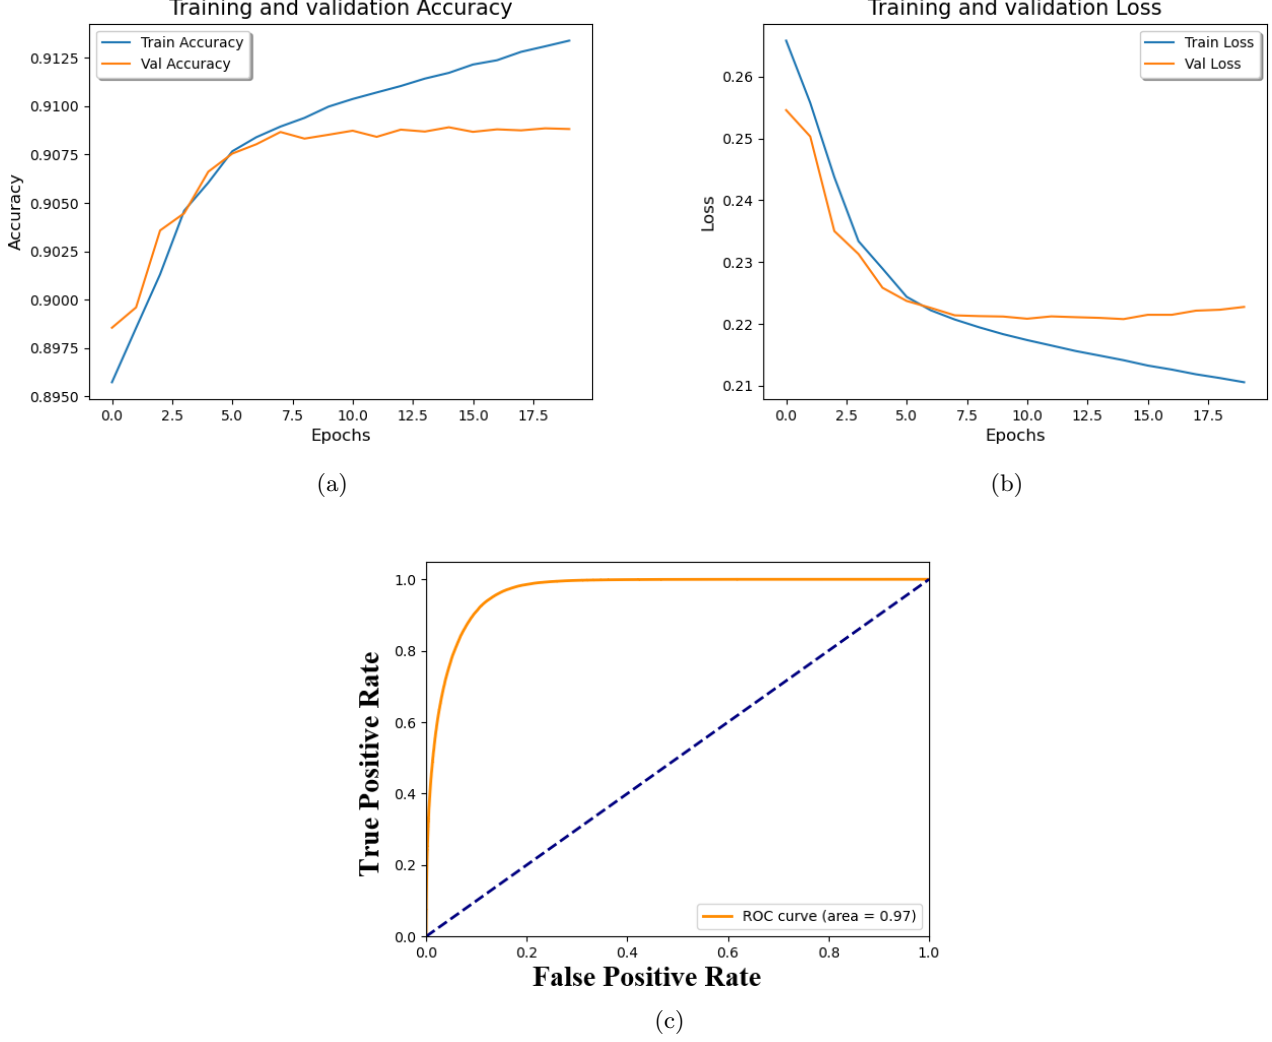 Training and validation Accuracy
Train Accuracy
Val Accuracy
0.9125
0.9100
0.9075
0.9050
0.9025
0.9000
0.8975
0.8950
Accuracy
0.0 2.5 5.0 7.5 10.0 12.5 15.0 17.5
Epochs
(a)
Training and validation Loss
Train Loss
Val Loss
0.26
0.25
0.24
0.23
0.22
0.21
Loss
0.0 2.5 5.0 7.5 10.0 12.5 15.0 17.5
Epochs
(b)
1.0
0.8
0.6
0.4
0.2
0.0
True Positive Rate
ROC curve (area = 0.97)
0.0 0.2 0.4 0.6 0.8 1.0
False Positive Rate
(c)